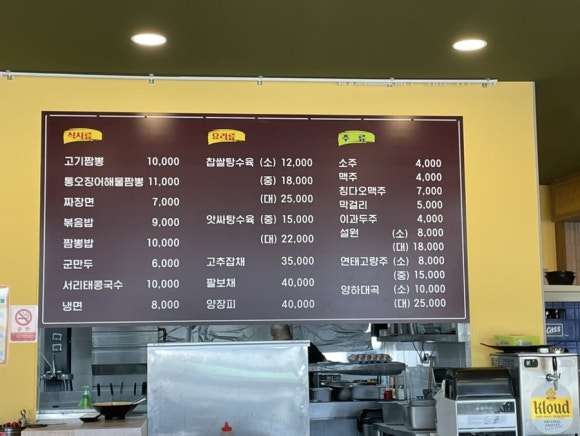 식사류
고기짬뽕 10,000
통오징어해물짬뽕 11,000
짜장면 7,000
볶음밥 9,000
짬뽕밥 10,000
군만두 6,000
서리태콩국수 10,000
냉면 8,000
요리류
찹쌀탕수육 (소) 12,000
(중) 18,000
(대) 25,000
앗싸탕수육 (중) 15,000
(대) 22,000
고추잡채 35,000
팔보채 40,000
양장피 40,000
주 류
소주 4,000
맥주 4,000
칭다오맥주 7,000
막걸리 5,000
이과두주 4,000
설원 (소) 8,000
(대) 18,000
연태고량주 (소) 8,000
(중) 15,000
양하대곡 (소) 10,000
(대) 25,000
금연
Cass
Kloud